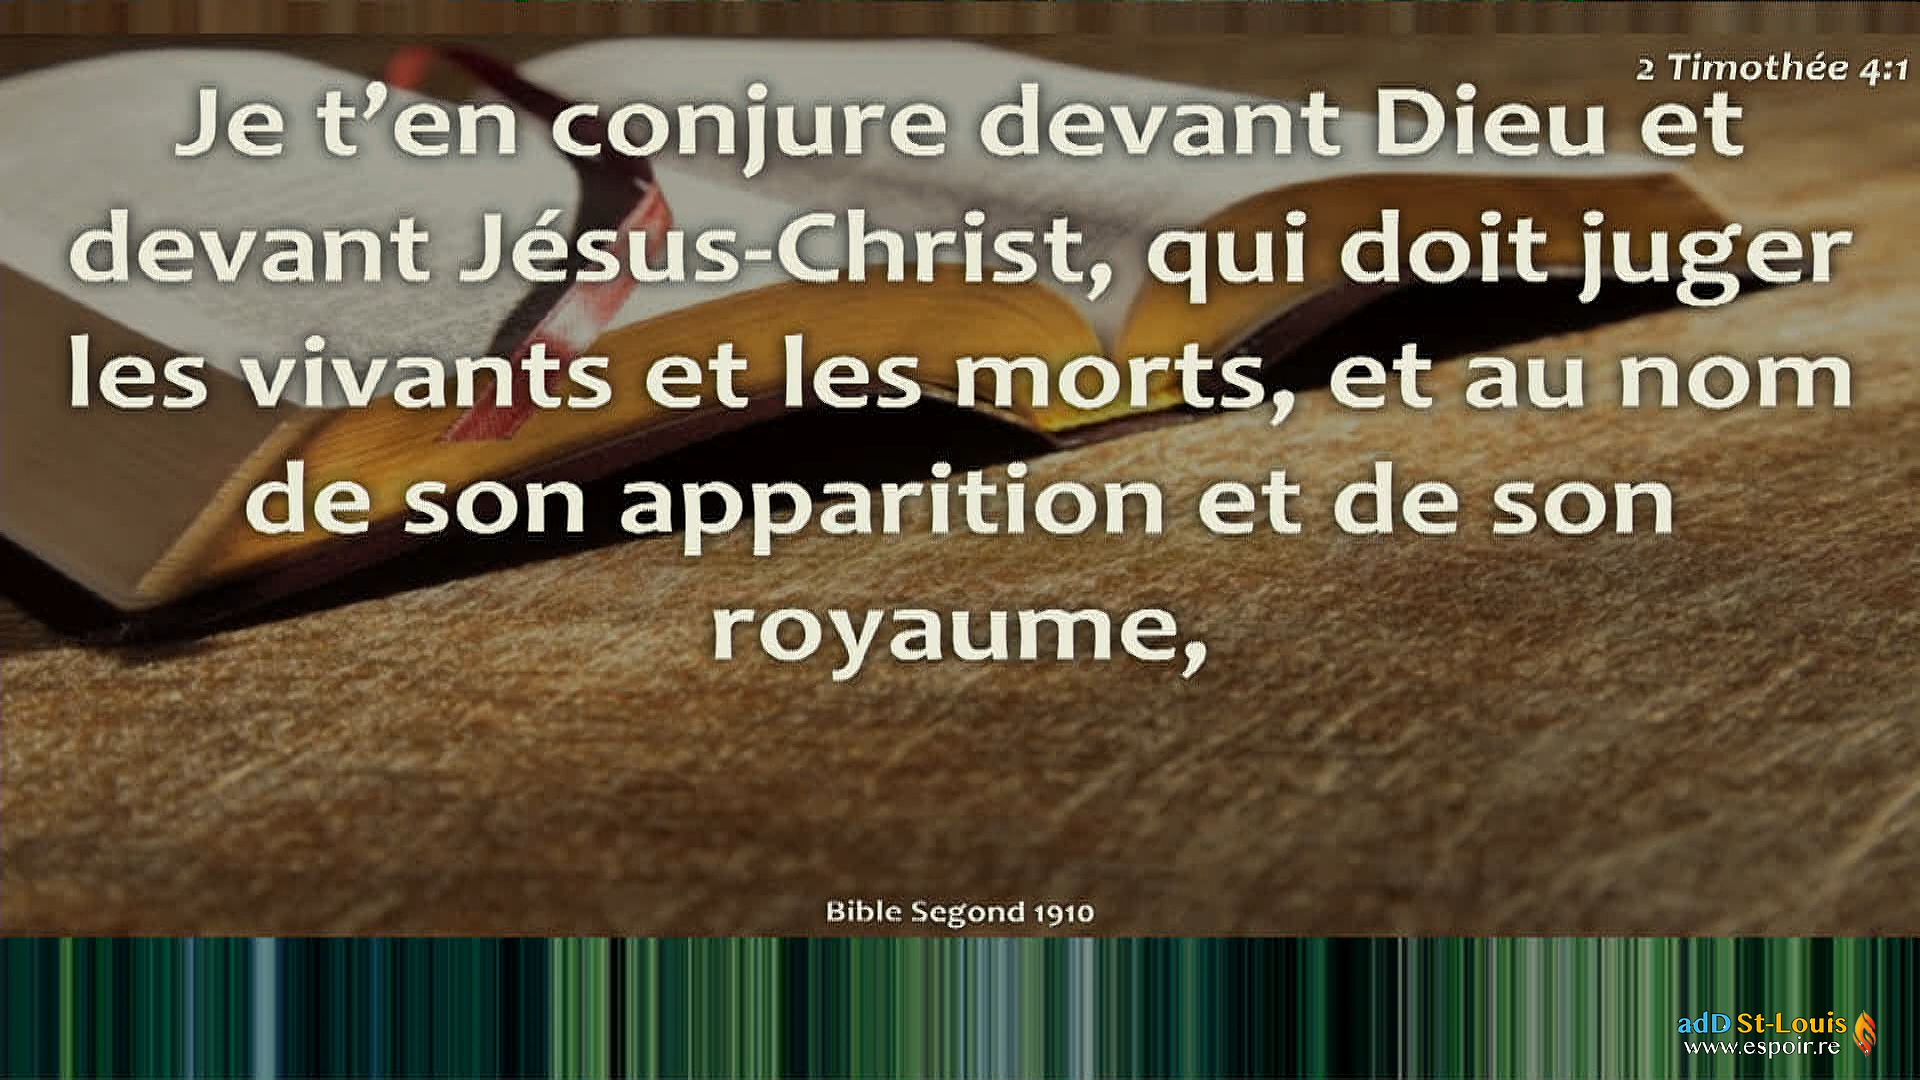 2 Timothée 4:1
Je t’en conjure devant Dieu et
devant Jésus-Christ, qui doit juger
les vivants et les morts, et au nom
de son apparition et de son
royaume,
Bible Segond 1910
adD St-Louis
www.espoir.re